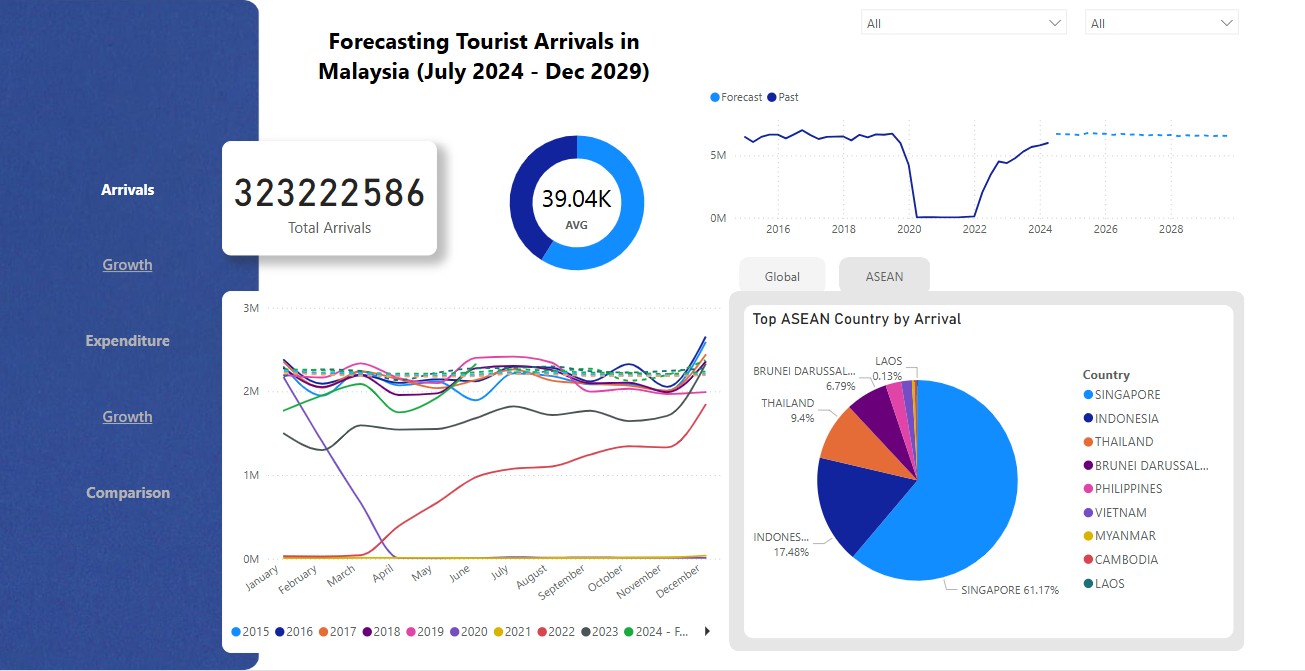 All
All
Forecasting Tourist Arrivals in
Malaysia (July 2024 - Dec 2029)
Forecast
Past
5M
0M
2016
2018
2020
2022
2024
2026
2028
Arrivals
Growth
Expenditure
Growth
Comparison
323222586
Total Arrivals
39.04K
AVG
Global
ASEAN
3M
2M
1M
0M
January
February
March
April
May
June
July
August
September
October
November
December
2015
2016
2017
2018
2019
2020
2021
2022
2023
2024 - F...
Top ASEAN Country by Arrival
LAOS
0.13%
BRUNEI DARUSSAL...
6.79%
THAILAND
9.4%
INDONES...
17.48%
SINGAPORE 61.17%
Country
SINGAPORE
INDONESIA
THAILAND
BRUNEI DARUSSAL...
PHILIPPINES
VIETNAM
MYANMAR
CAMBODIA
LAOS